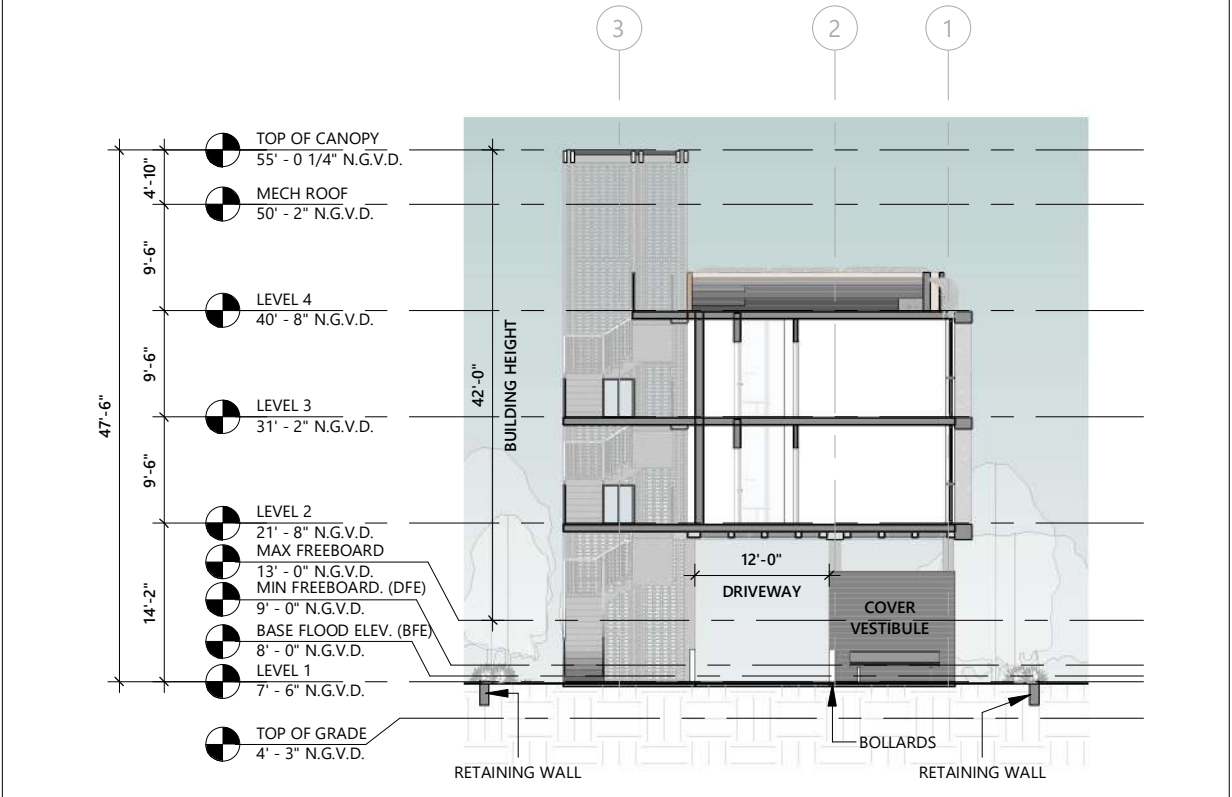 3
2
1
TOP OF CANOPY
55' - 0 1/4" N.G.V.D.
4'-10"
MECH ROOF
50' - 2" N.G.V.D.
9'-6"
LEVEL 4
40' - 8" N.G.V.D.
9'-6"
42'-0"
BUILDING HEIGHT
47'-6"
LEVEL 3
31' - 2" N.G.V.D.
9'-6"
LEVEL 2
21' - 8" N.G.V.D.
MAX FREEBOARD
13' - 0" N.G.V.D.
MIN FREEBOARD. (DFE)
9' - 0" N.G.V.D.
14'-2"
BASE FLOOD ELEV. (BFE)
8' - 0" N.G.V.D.
LEVEL 1
7' - 6" N.G.V.D.
TOP OF GRADE
4' - 3" N.G.V.D.
12'-0"
DRIVEWAY
COVER
VESTIBULE
BOLLARDS
RETAINING WALL
RETAINING WALL